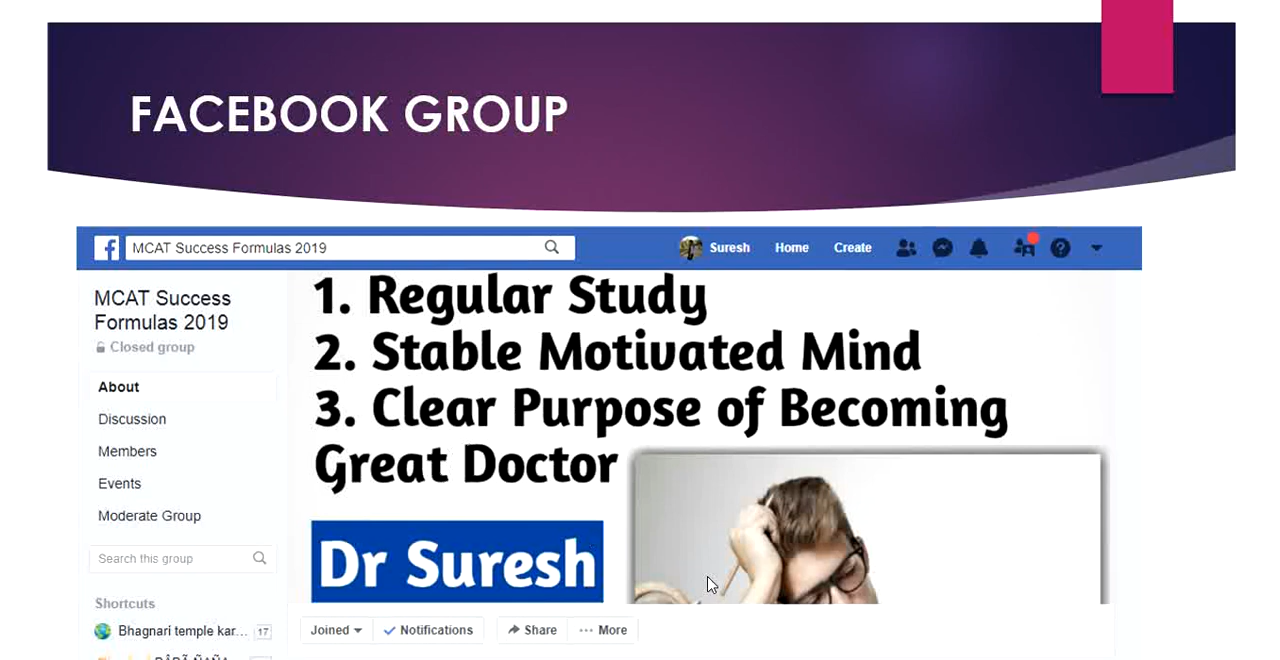 FACEBOOK GROUP
MCAT Success Formulas 2019
Suresh Home Create
MCAT Success
Formulas 2019
Closed group
About
Discussion
Members
Events
Moderate Group
Search this group
Shortcuts
Bhagnari temple kar... 17
1. Regular Study
2. Stable Motivated Mind
3. Clear Purpose of Becoming
Great Doctor
Dr Suresh
Joined Notifications Share More